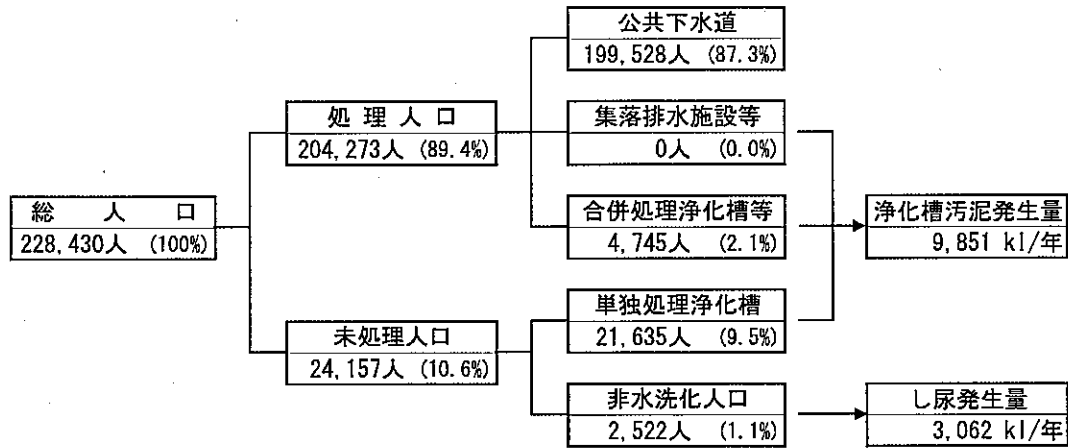 公共下水道
199,528人 (87.3%)
処理人口
204,273人 (89.4%)
集落排水施設等
0人 (0.0%)
総人口
228,430人 (100%)
合併処理浄化槽等
4,745人 (2.1%)
浄化槽汚泥発生量
9,851 kl/年
未処理人口
24,157人 (10.6%)
単独処理浄化槽
21,635人 (9.5%)
非水洗化人口
2,522人 (1.1%)
し尿発生量
3,062 kl/年